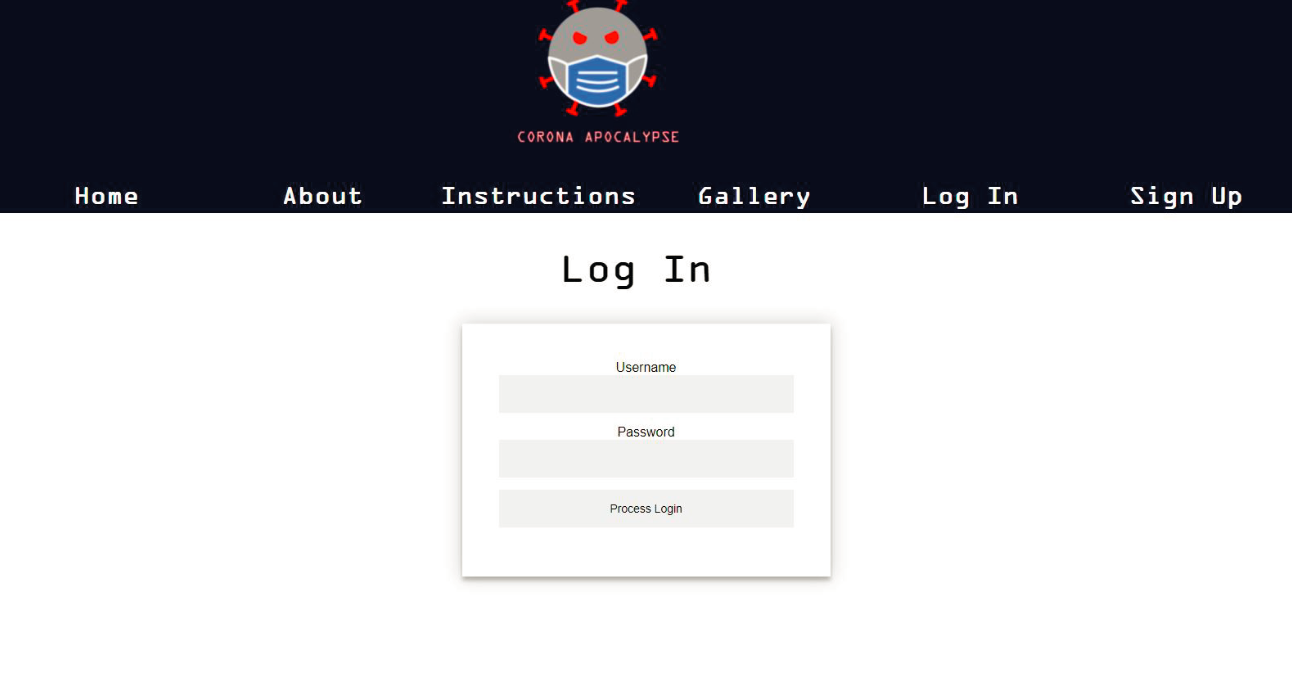 CORONA APOCALYPSE
Home About Instructions Gallery Log In Sign Up
Log In
Username
Password
Process Login